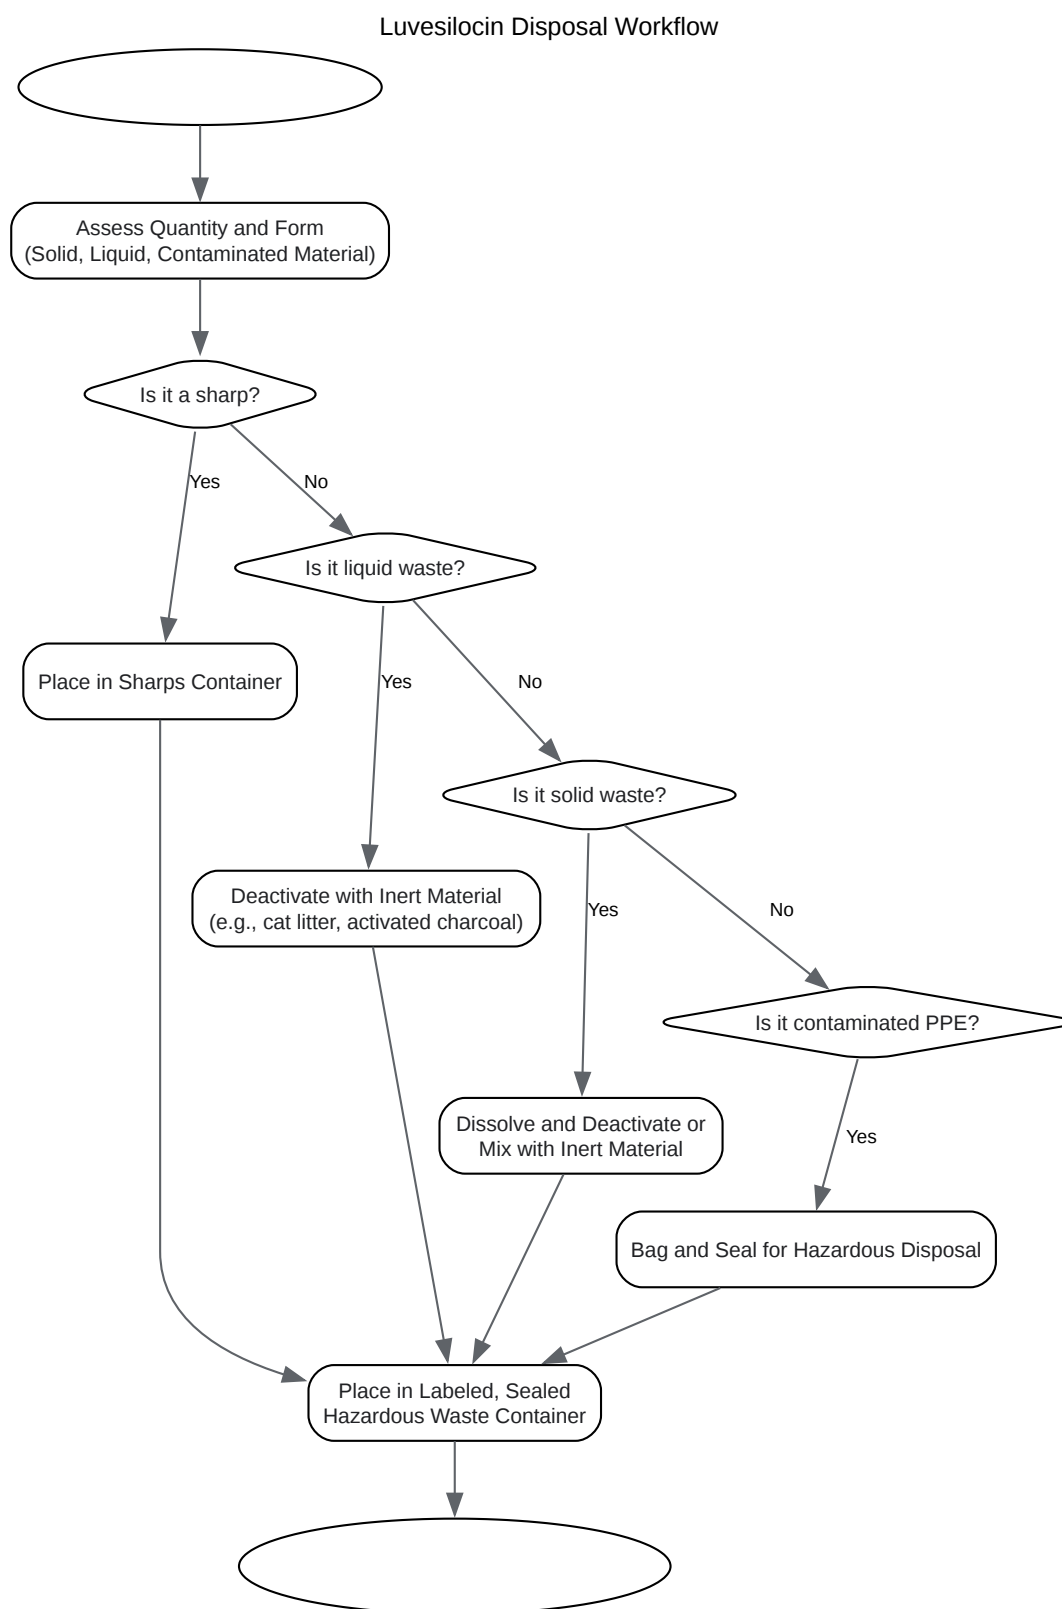 Luvesilocin Disposal Workflow
Assess Quantity and Form
(Solid, Liquid, Contaminated Material)
Is it a sharp?
Yes
No
Is it liquid waste?
Place in Sharps Container
Yes
No
Is it solid waste?
Deactivate with Inert Material
(e.g., cat litter, activated charcoal)
Yes
No
Is it contaminated PPE?
Dissolve and Deactivate or
Mix with Inert Material
Yes
Bag and Seal for Hazardous Disposal
Place in Labeled, Sealed
Hazardous Waste Container